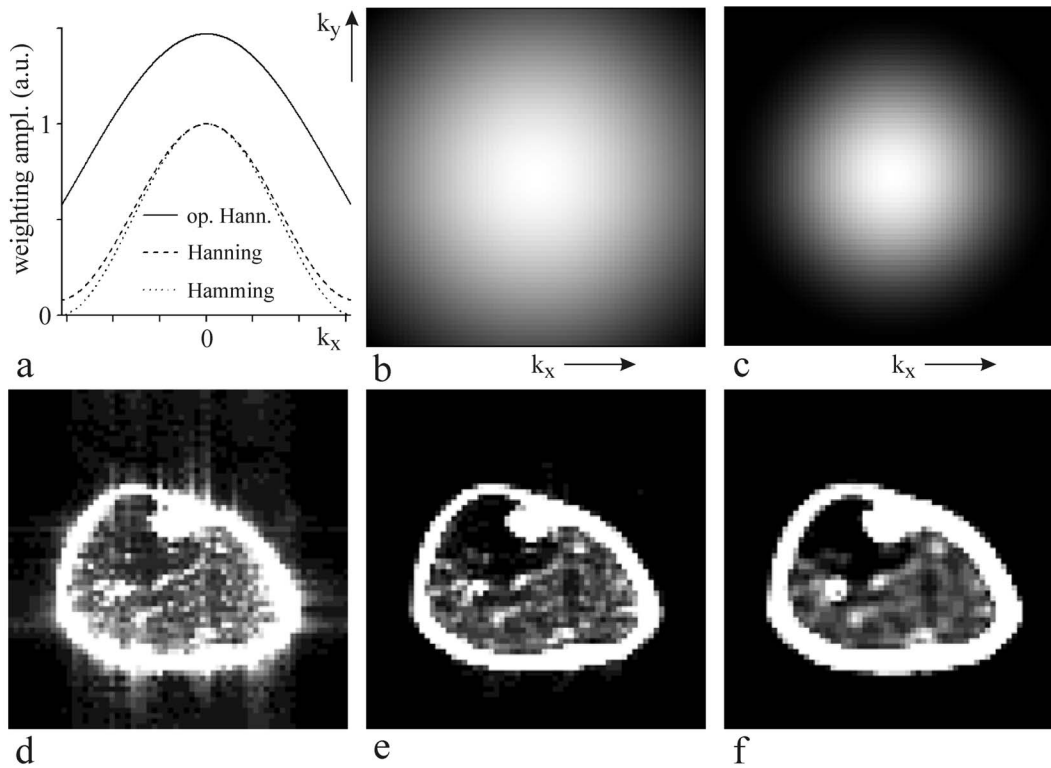 weighting ampl. (a.u.)
1
0
op. Hann.
Hanning
Hamming
0
kx
a
ky
b
kx
c
kx
d
e
f